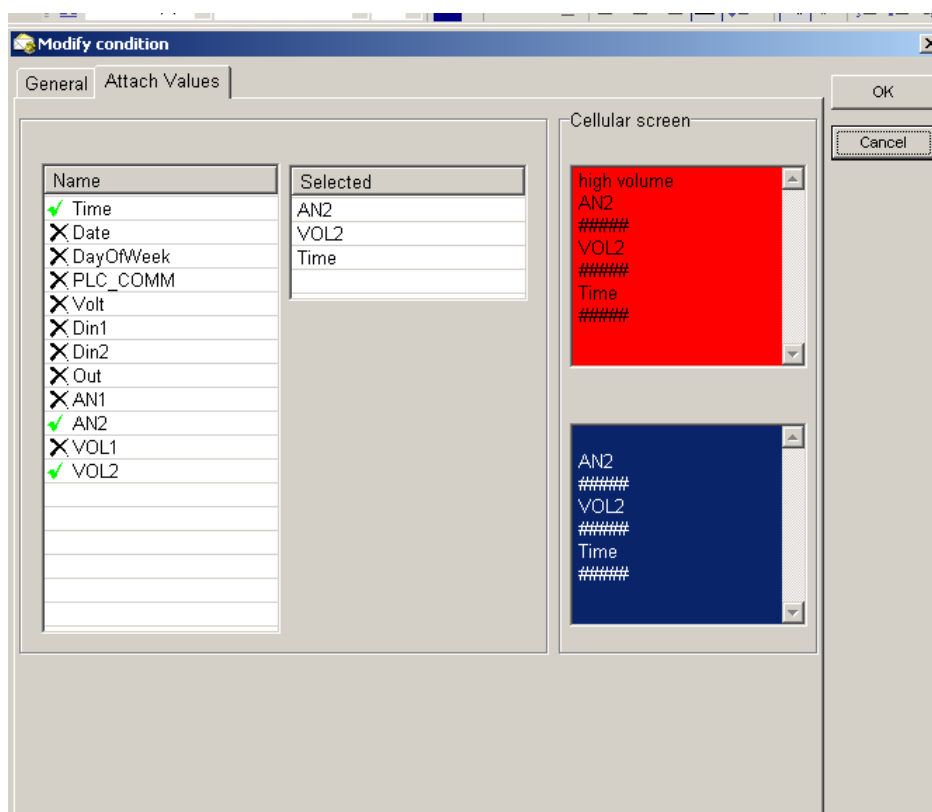 Modify condition
General Attach Values
OK
Cancel
Name
Time
Date
DayOfWeek
PLC_COMM
Volt
Din1
Din2
Out
AN1
AN2
VOL1
VOL2
Selected
AN2
VOL2
Time
Cellular screen
high volume
AN2
#####
VOL2
#####
Time
#####
AN2
#####
VOL2
#####
Time
#####